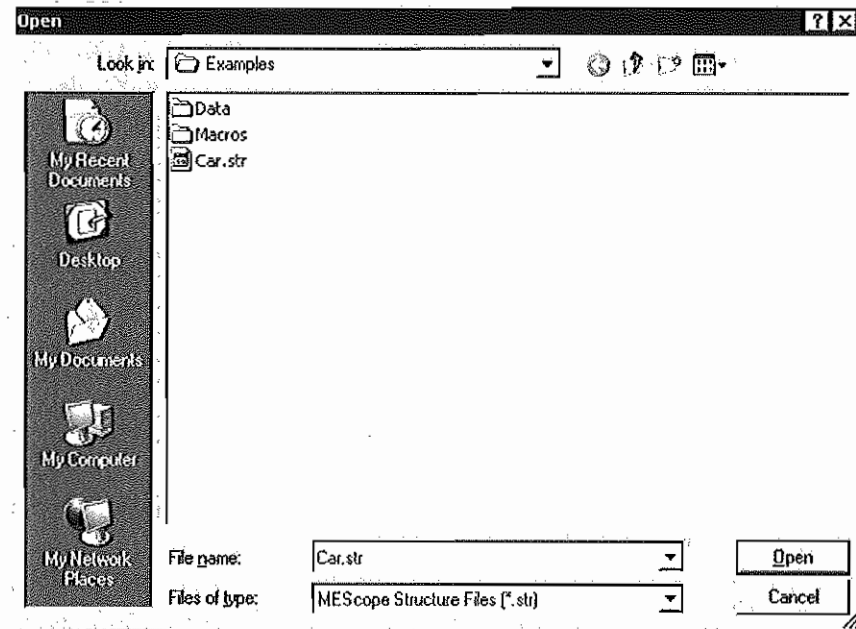 Open
Look in: Examples
Data
Macros
Car.str
My Recent
Documents
Desktop
My Documents
My Computer
My Network
Places
File name: Car.str Open
Files of type: MEScope Structure Files (*.str) Cancel